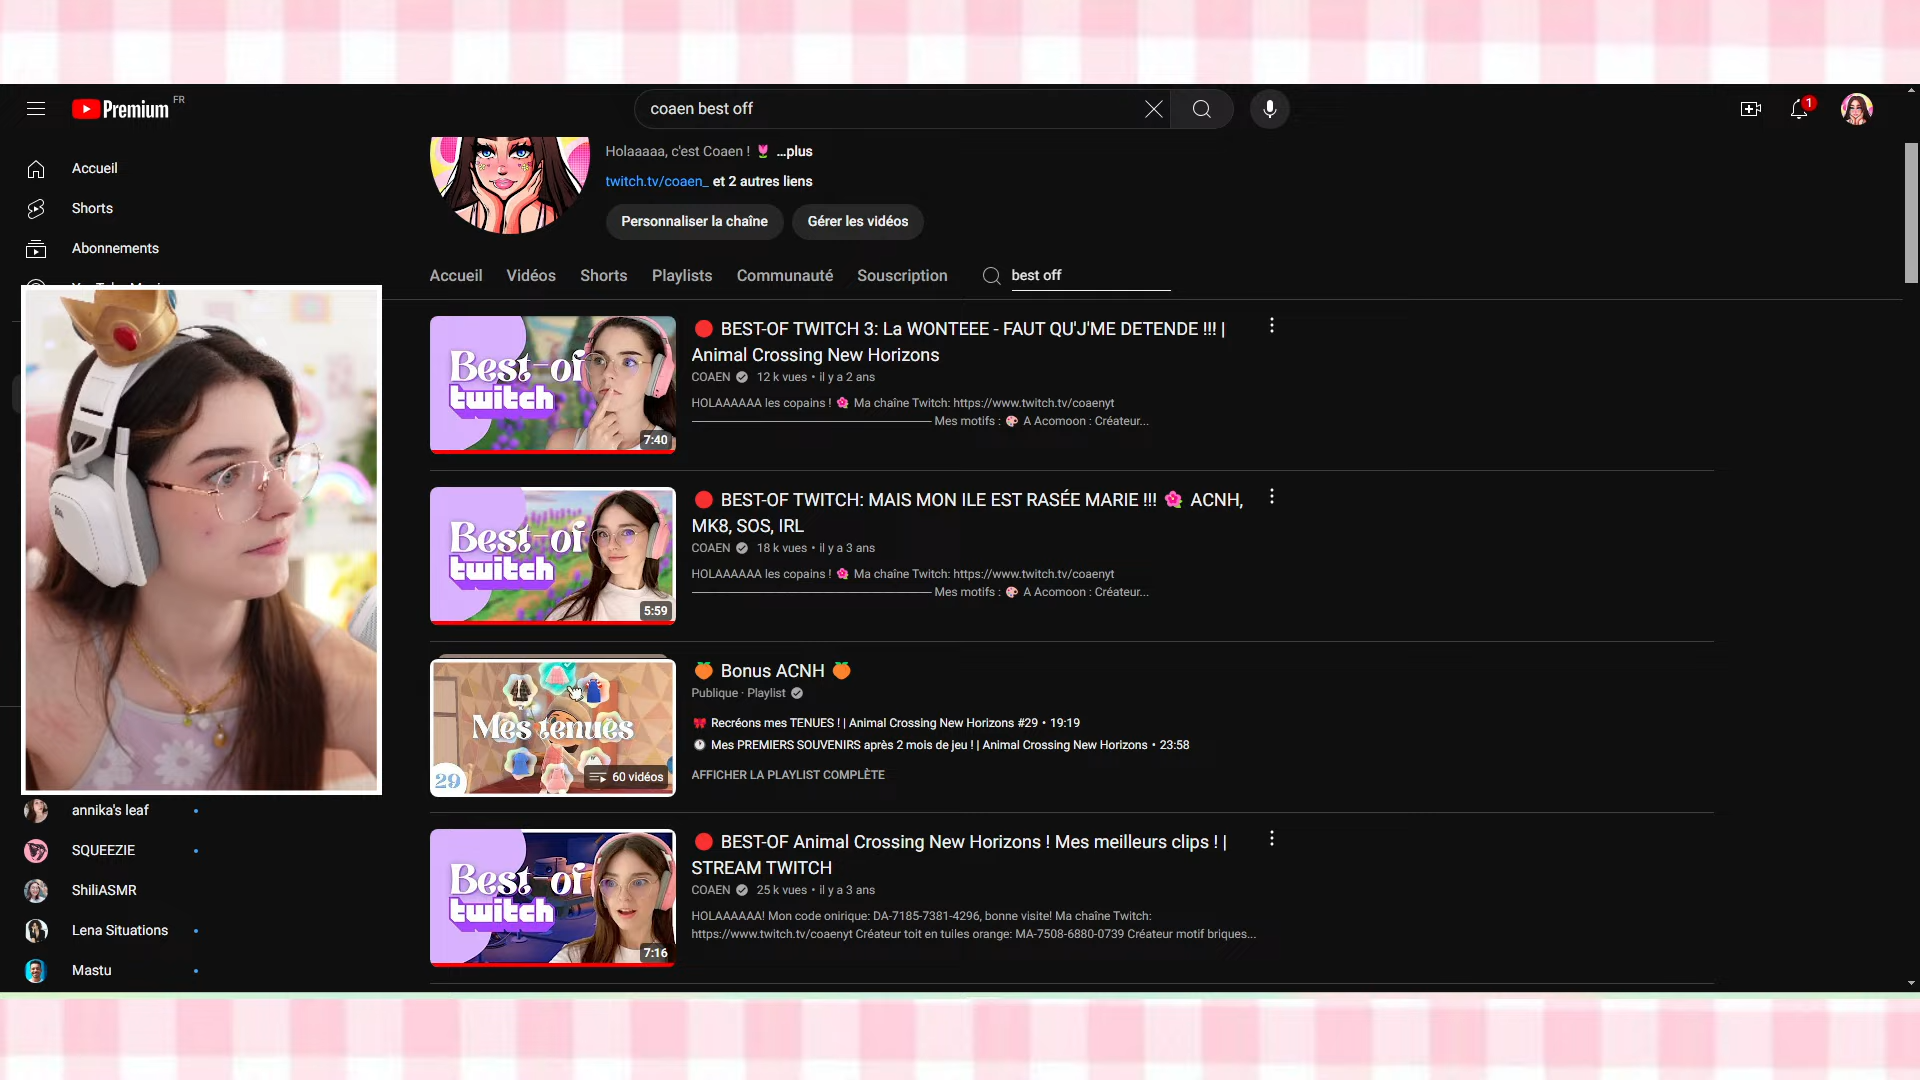 Premium FR
coaen best off
1
Accueil
Shorts
Abonnements
Holaaaaa, c'est Coaen ! 🌷 ...plus
twitch.tv/coaen_ et 2 autres liens
Personnaliser la chaîne
Gérer les vidéos
Accueil
Vidéos
Shorts
Playlists
Communauté
Souscription
best off
Best-of
twitch
7:40
🔴 BEST-OF TWITCH 3: La WONTEEE - FAUT QU'J'ME DETENDE !!! |
Animal Crossing New Horizons
COAEN 12 k vues • il y a 2 ans
HOLAAAAAA les copains ! 🌺 Ma chaîne Twitch: https://www.twitch.tv/coaenyt
———————————————————— Mes motifs : 🎨 A Acomoon : Créateur...
Best-of
twitch
5:59
🔴 BEST-OF TWITCH: MAIS MON ILE EST RASÉE MARIE !!! 🌺 ACNH,
MK8, SOS, IRL
COAEN 18 k vues • il y a 3 ans
HOLAAAAAA les copains ! 🌺 Ma chaîne Twitch: https://www.twitch.tv/coaenyt
———————————————————— Mes motifs : 🎨 A Acomoon : Créateur...
Mes tenues
29
60 vidéos
🍊 Bonus ACNH 🍊
Publique · Playlist
🎀 Recréons mes TENUES ! | Animal Crossing New Horizons #29 • 19:19
🕐 Mes PREMIERS SOUVENIRS après 2 mois de jeu ! | Animal Crossing New Horizons • 23:58
AFFICHER LA PLAYLIST COMPLÈTE
Best-of
twitch
7:16
🔴 BEST-OF Animal Crossing New Horizons ! Mes meilleurs clips ! |
STREAM TWITCH
COAEN 25 k vues • il y a 3 ans
HOLAAAAAA! Mon code onirique: DA-7185-7381-4296, bonne visite! Ma chaîne Twitch:
https://www.twitch.tv/coaenyt Créateur toit en tuiles orange: MA-7508-6880-0739 Créateur motif briques...
annika's leaf
SQUEEZIE
ShiliASMR
Lena Situations
Mastu